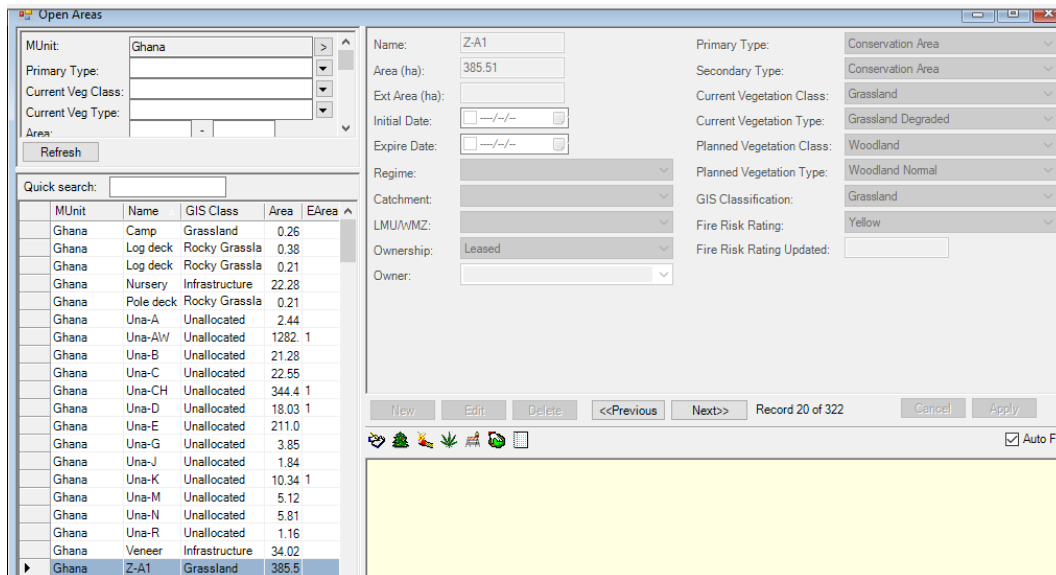 Open Areas
MUnit: Ghana >
Primary Type:
Current Veg Class:
Current Veg Type:
Area: -
Refresh
Quick search:
MUnit Name GIS Class Area EArea
Ghana Camp Grassland 0.26
Ghana Log deck Rocky Grassla 0.38
Ghana Log deck Rocky Grassla 0.21
Ghana Nursery Infrastructure 22.28
Ghana Pole deck Rocky Grassla 0.21
Ghana Una-A Unallocated 2.44
Ghana Una-AW Unallocated 1282. 1
Ghana Una-B Unallocated 21.28
Ghana Una-C Unallocated 22.55
Ghana Una-CH Unallocated 344.4 1
Ghana Una-D Unallocated 18.03 1
Ghana Una-E Unallocated 211.0
Ghana Una-G Unallocated 3.85
Ghana Una-J Unallocated 1.84
Ghana Una-K Unallocated 10.34 1
Ghana Una-M Unallocated 5.12
Ghana Una-N Unallocated 5.81
Ghana Una-R Unallocated 1.16
Ghana Veneer Infrastructure 34.02
Ghana Z-A1 Grassland 385.5
Name: Z-A1
Area (ha): 385.51
Ext Area (ha):
Initial Date: ----/--/--
Expire Date: ----/--/--
Regime:
Catchment:
LMU/WMZ:
Ownership: Leased
Owner:
Primary Type: Conservation Area
Secondary Type: Conservation Area
Current Vegetation Class: Grassland
Current Vegetation Type: Grassland Degraded
Planned Vegetation Class: Woodland
Planned Vegetation Type: Woodland Normal
GIS Classification: Grassland
Fire Risk Rating: Yellow
Fire Risk Rating Updated:
New Edit Delete <<Previous Next>> Record 20 of 322 Cancel Apply
Auto F